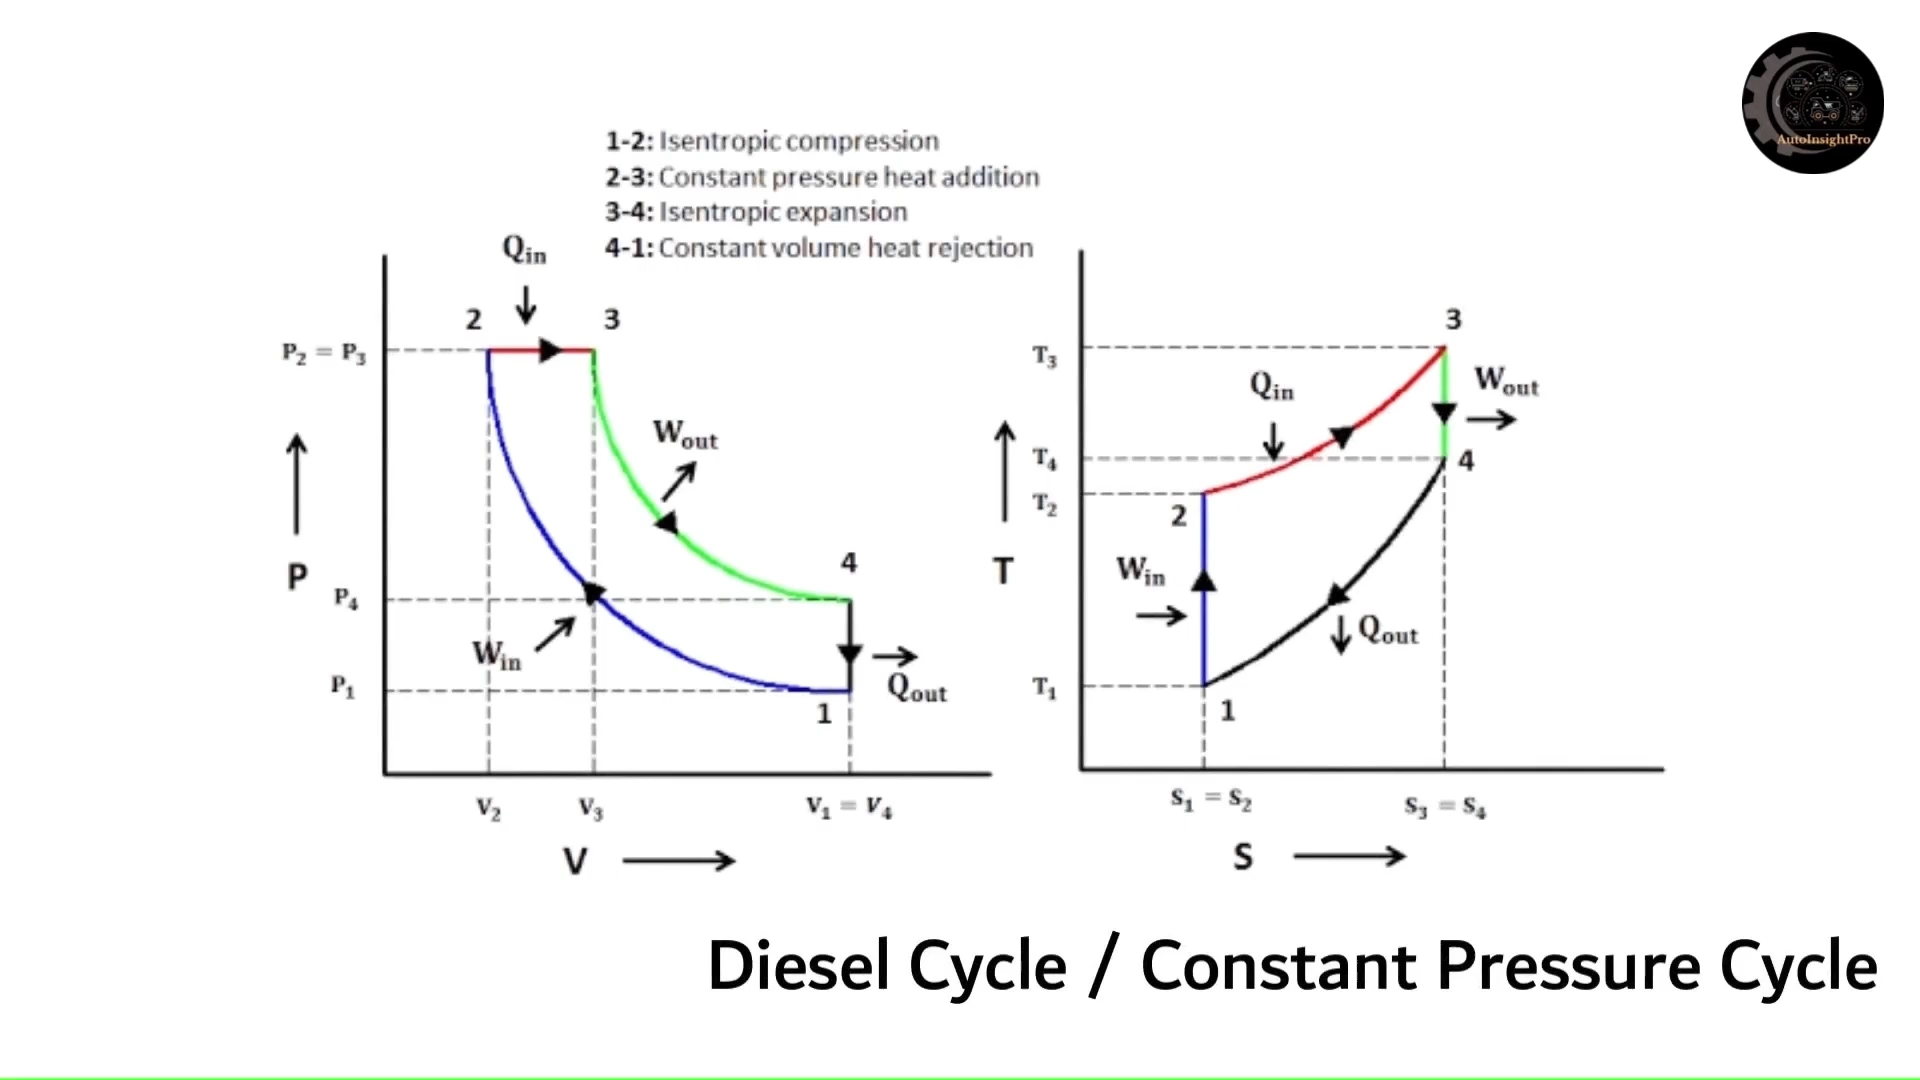 AutoInsightPro
1-2: Isentropic compression
2-3: Constant pressure heat addition
3-4: Isentropic expansion
4-1: Constant volume heat rejection
Qin
2
3
P2 = P3
Wout
P
4
P4
Win
P1
Qout
1
V2
V3
V1 = V4
V
3
T3
Qin
Wout
T4
4
T2
2
T
Win
Qout
T1
1
S1 = S2
S3 = S4
S
Diesel Cycle / Constant Pressure Cycle